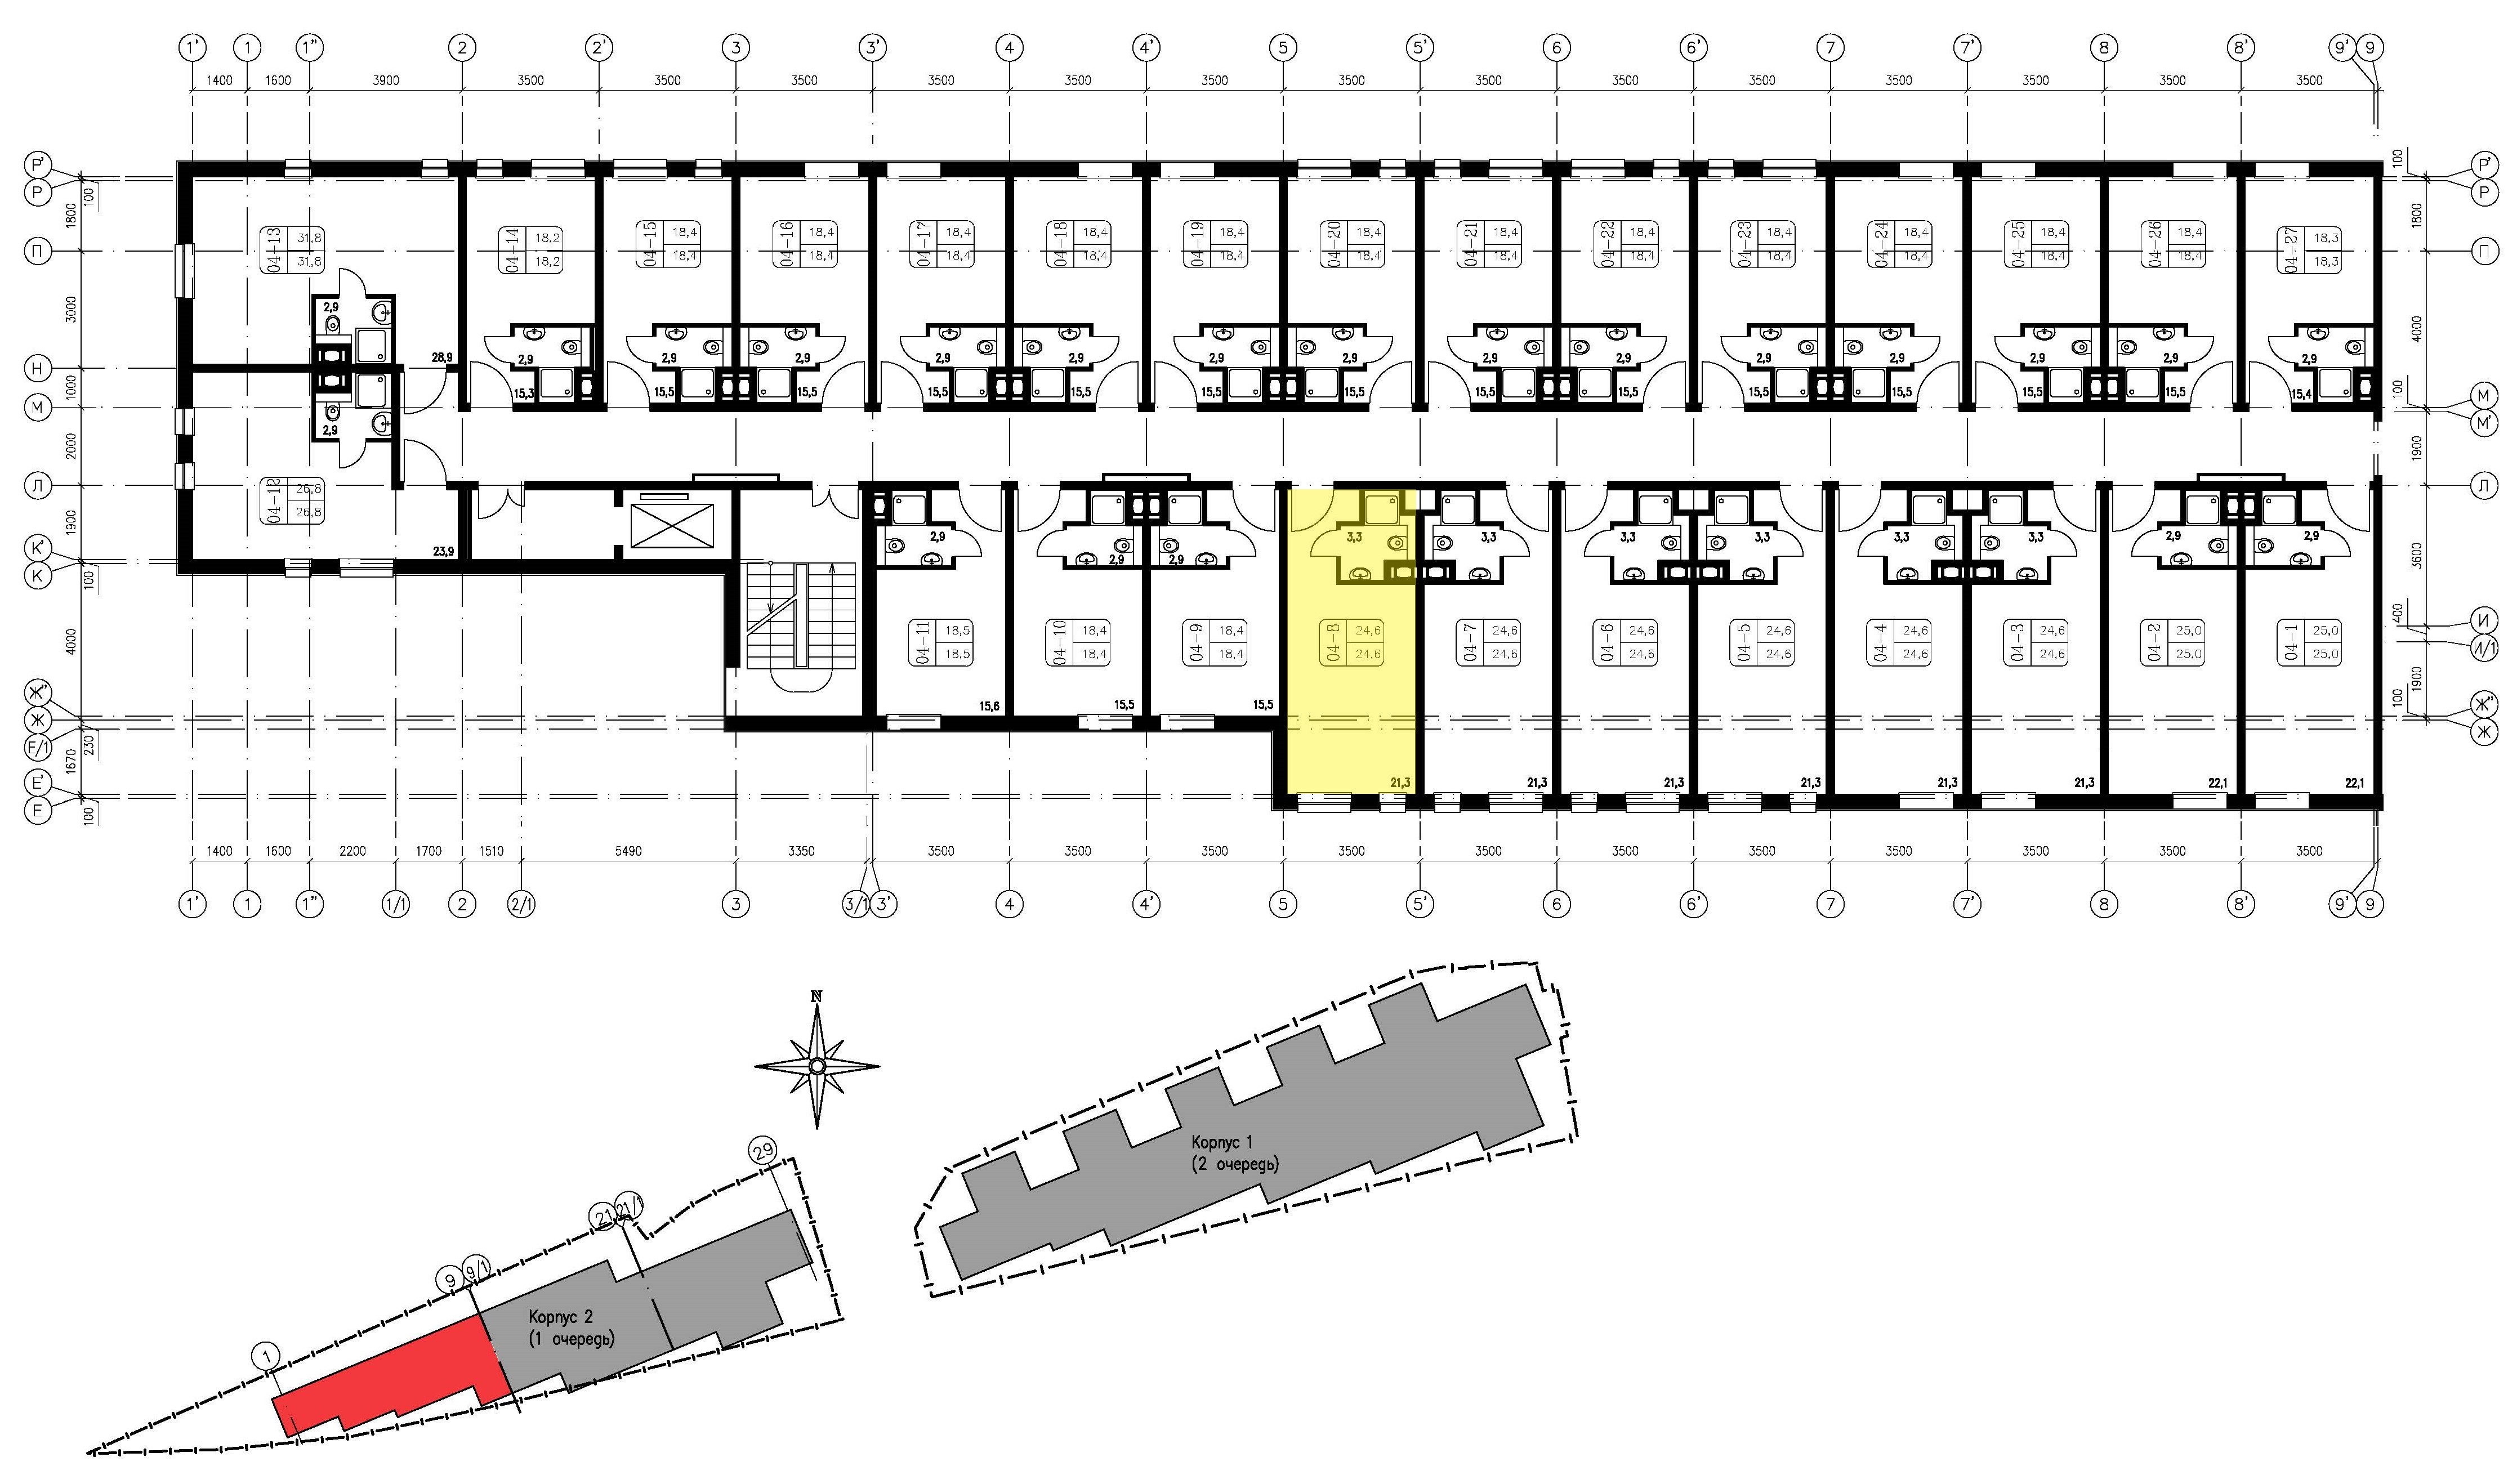 1' 1 1" 2 2' 3 3' 4 4' 5 5' 6 6' 7 7' 8 8' 9' 9
1400 1600 3900 3500 3500 3500 3500 3500 3500 3500 3500 3500 3500 3500 3500 3500 3500
Р' Р'
Р Р
100 100
1800 1800
04-13 31,8 31,8
04-14 18,2 18,2
04-15 18,4 18,4
04-16 18,4 18,4
04-17 18,4 18,4
04-18 18,4 18,4
04-19 18,4 18,4
04-20 18,4 18,4
04-21 18,4 18,4
04-22 18,4 18,4
04-23 18,4 18,4
04-24 18,4 18,4
04-25 18,4 18,4
04-26 18,4 18,4
04-27 18,3 18,3
П П
3000 4000
2,9
2,9 2,9 2,9 2,9 2,9 2,9 2,9 2,9 2,9 2,9 2,9 2,9 2,9 2,9
28,9
Н
1000 100
15,3 15,5 15,5 15,5 15,5 15,5 15,5 15,5 15,5 15,5 15,5 15,5 15,5 15,4
М М
М'
2,9
2000 1900
Л Л
04-12 26,8 26,8
1900 3600
2,9 2,9 2,9 3,3 3,3 3,3 3,3 3,3 3,3 2,9 2,9
23,9
К'
К
100
4000
400
И
И/1
04-11 18,5 18,5
04-10 18,4 18,4
04-9 18,4 18,4
04-8 24,6 24,6
04-7 24,6 24,6
04-6 24,6 24,6
04-5 24,6 24,6
04-4 24,6 24,6
04-3 24,6 24,6
04-2 25,0 25,0
04-1 25,0 25,0
1900
100
15,6 15,5 15,5
Ж" Ж"
Ж Ж
Е/1
230
1670
Е'
Е
100
21,3 21,3 21,3 21,3 21,3 21,3 22,1 22,1
1400 1600 2200 1700 1510 5490 3350 3500 3500 3500 3500 3500 3500 3500 3500 3500 3500 3500
1' 1 1" 1/1 2 2/1 3 3/1 3' 4 4' 5 5' 6 6' 7 7' 8 8' 9' 9
N
Корпус 1
(2 очередь)
29
21 21/1
9 9/1
Корпус 2
(1 очередь)
1